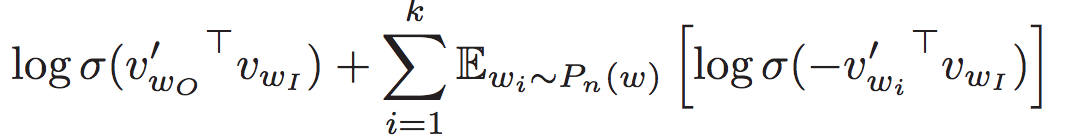 log σ(v′_{w_O}^⊤ v_{w_I}) + ∑_{i=1}^{k} 𝔼_{w_i∼P_n(w)} [log σ(−v′_{w_i}^⊤ v_{w_I})]